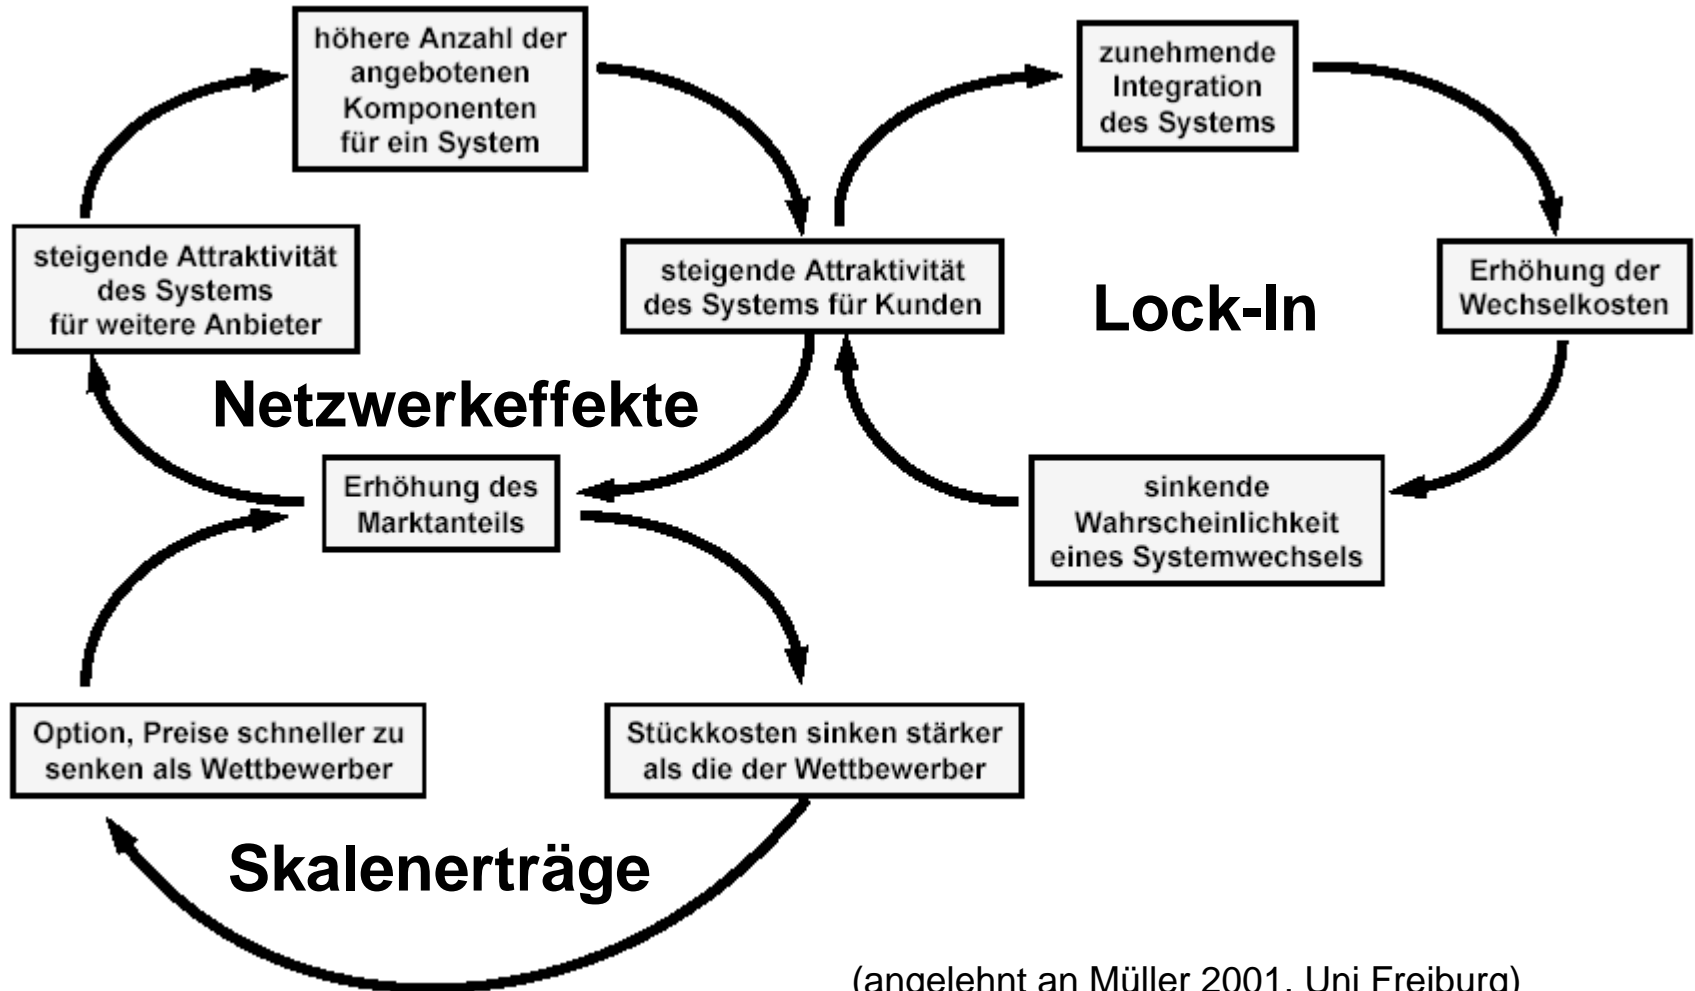 höhere Anzahl der
angebotenen
Komponenten
für ein System
zunehmende
Integration
des Systems
steigende Attraktivität
des Systems
für weitere Anbieter
steigende Attraktivität
des Systems für Kunden
Lock-In
Erhöhung der
Wechselkosten
Netzwerkeffekte
Erhöhung des
Marktanteils
sinkende
Wahrscheinlichkeit
eines Systemwechsels
Option, Preise schneller zu
senken als Wettbewerber
Stückkosten sinken stärker
als die der Wettbewerber
Skalenerträge
(angelehnt an Müller 2001, Uni Freiburg)